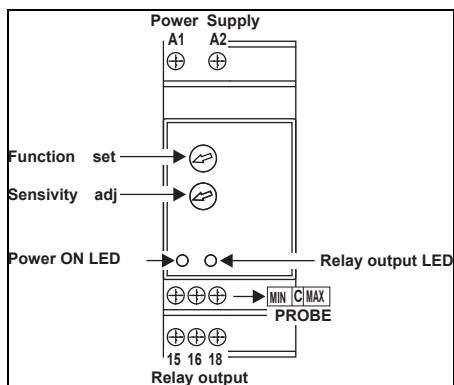 Power Supply
A1 A2
Function set
Sensivity adj
Power ON LED
Relay output LED
MIN C MAX
PROBE
15 16 18
Relay output